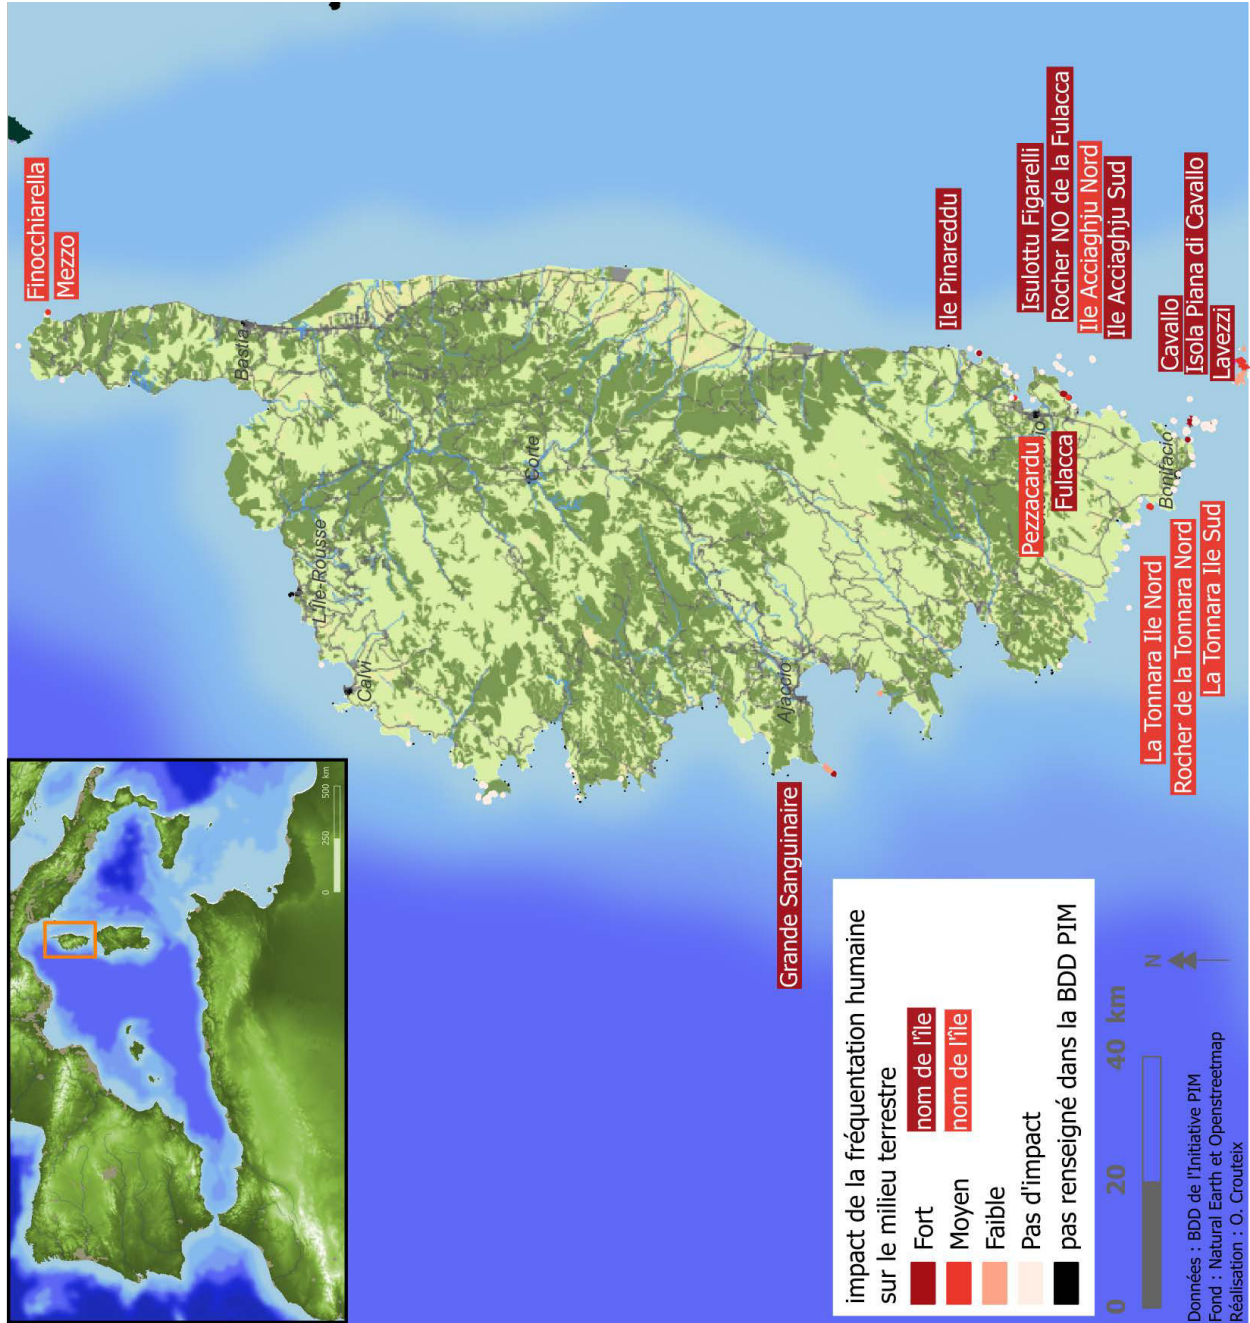 Finocchiarella
Mezzo
Bastia
L'Île Rousse
Calvi
Corte
Ajaccio
Bonifacio
Ile Pinareddu
Isulottu Figarelli
Rocher NO de la Fulacca
Ile Acciaghju Nord
Ile Acciaghju Sud
Pezzacardu
Fulacca
Cavallo
Isola Piana di Cavallo
Lavezzi
La Tonnara Ile Nord
Rocher de la Tonnara Nord
La Tonnara Ile Sud
Grande Sanguinaire
0 250 500 km
impact de la fréquentation humaine
sur le milieu terrestre
Fort nom de l'île
Moyen nom de l'île
Faible
Pas d'impact
pas renseigné dans la BDD PIM
0 20 40 km
N
Données : BDD de l'Initiative PIM
Fond : Natural Earth et Openstreetmap
Réalisation : O. Crouteix